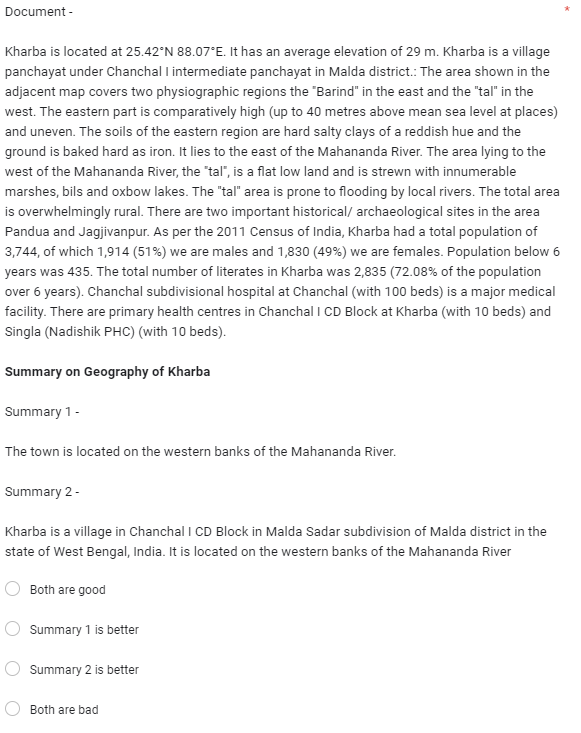 Document - *
Kharba is located at 25.42°N 88.07°E. It has an average elevation of 29 m. Kharba is a village
panchayat under Chanchal I intermediate panchayat in Malda district.: The area shown in the
adjacent map covers two physiographic regions the "Barind" in the east and the "tal" in the
west. The eastern part is comparatively high (up to 40 metres above mean sea level at places)
and uneven. The soils of the eastern region are hard salty clays of a reddish hue and the
ground is baked hard as iron. It lies to the east of the Mahananda River. The area lying to the
west of the Mahananda River, the "tal", is a flat low land and is strewn with innumerable
marshes, bils and oxbow lakes. The "tal" area is prone to flooding by local rivers. The total area
is overwhelmingly rural. There are two important historical/ archaeological sites in the area
Pandua and Jagjivanpur. As per the 2011 Census of India, Kharba had a total population of
3,744, of which 1,914 (51%) we are males and 1,830 (49%) we are females. Population below 6
years was 435. The total number of literates in Kharba was 2,835 (72.08% of the population
over 6 years). Chanchal subdivisional hospital at Chanchal (with 100 beds) is a major medical
facility. There are primary health centres in Chanchal I CD Block at Kharba (with 10 beds) and
Singla (Nadishik PHC) (with 10 beds).
Summary on Geography of Kharba
Summary 1 -
The town is located on the western banks of the Mahananda River.
Summary 2 -
Kharba is a village in Chanchal I CD Block in Malda Sadar subdivision of Malda district in the
state of West Bengal, India. It is located on the western banks of the Mahananda River
Both are good
Summary 1 is better
Summary 2 is better
Both are bad